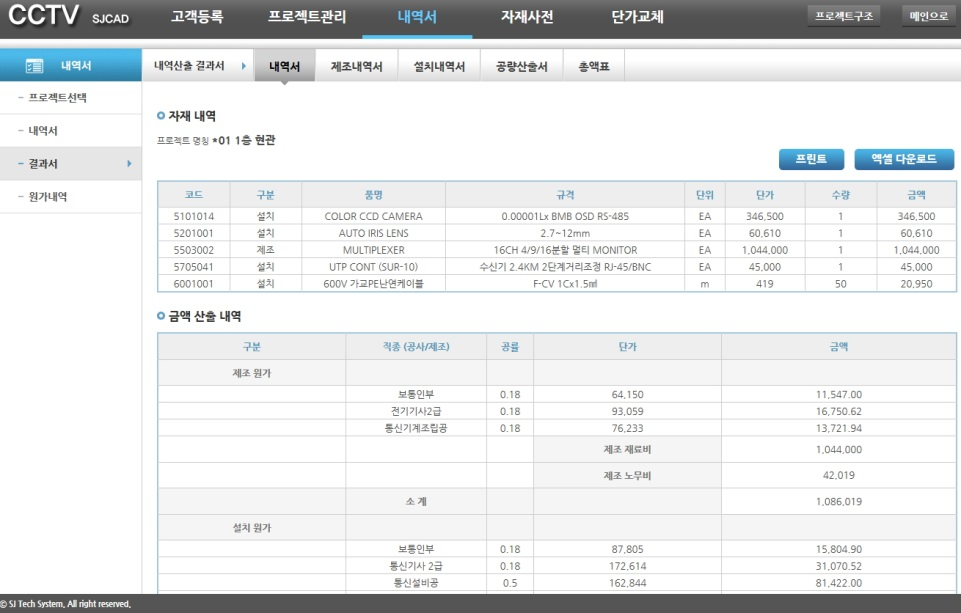 CCTV SJCAD 고객등록 프로젝트관리 내역서 자재사전 단가교체 프로젝트구조 메인으로
내역서 내역산출 결과서 내역서 제조내역서 설치내역서 공량산출서 총액표
- 프로젝트선택
- 내역서
- 결과서
- 원가내역
자재 내역
프로젝트 명칭 *01 1층 현관
프린트 엑셀 다운로드
코드 구분 품명 규격 단위 단가 수량 금액
5101014 설치 COLOR CCD CAMERA 0.00001Lx BMB OSD RS-485 EA 346,500 1 346,500
5201001 설치 AUTO IRIS LENS 2.7~12mm EA 60,610 1 60,610
5503002 제조 MULTIPLEXER 16CH 4/9/16분할 멀티 MONITOR EA 1,044,000 1 1,044,000
5705041 설치 UTP CONT (SUR-10) 수신기 2.4KM 2단계거리조정 RJ-45/BNC EA 45,000 1 45,000
6001001 설치 600V 가교PE난연케이블 F-CV 1Cx1.5㎟ m 419 50 20,950
금액 산출 내역
구분 직종 (공사/제조) 공률 단가 금액
제조 원가
보통인부 0.18 64,150 11,547.00
전기기사2급 0.18 93,059 16,750.62
통신기계조립공 0.18 76,233 13,721.94
제조 재료비 1,044,000
제조 노무비 42,019
소 계 1,086,019
설치 원가
보통인부 0.18 87,805 15,804.90
통신기사 2급 0.18 172,614 31,070.52
통신설비공 0.5 162,844 81,422.00
© SJ Tech System, All right reserved.